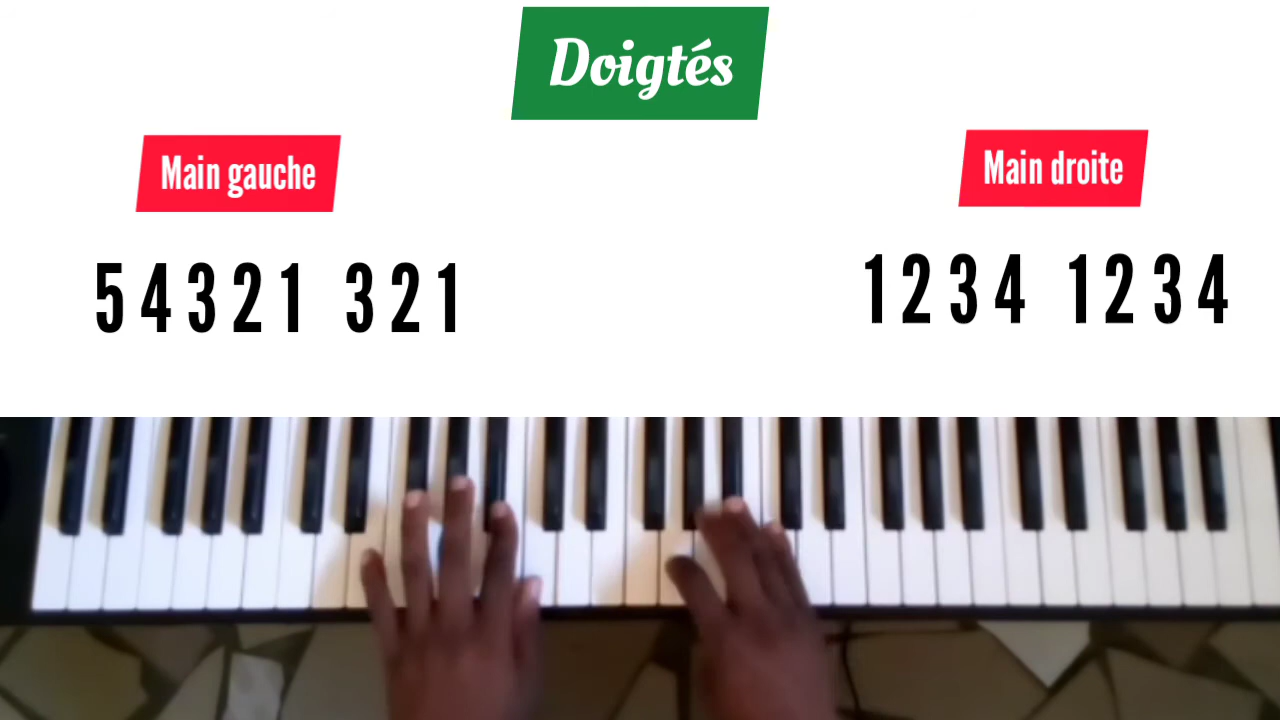 Doigtés
Main gauche
Main droite
5 4 3 2 1 3 2 1
1 2 3 4 1 2 3 4